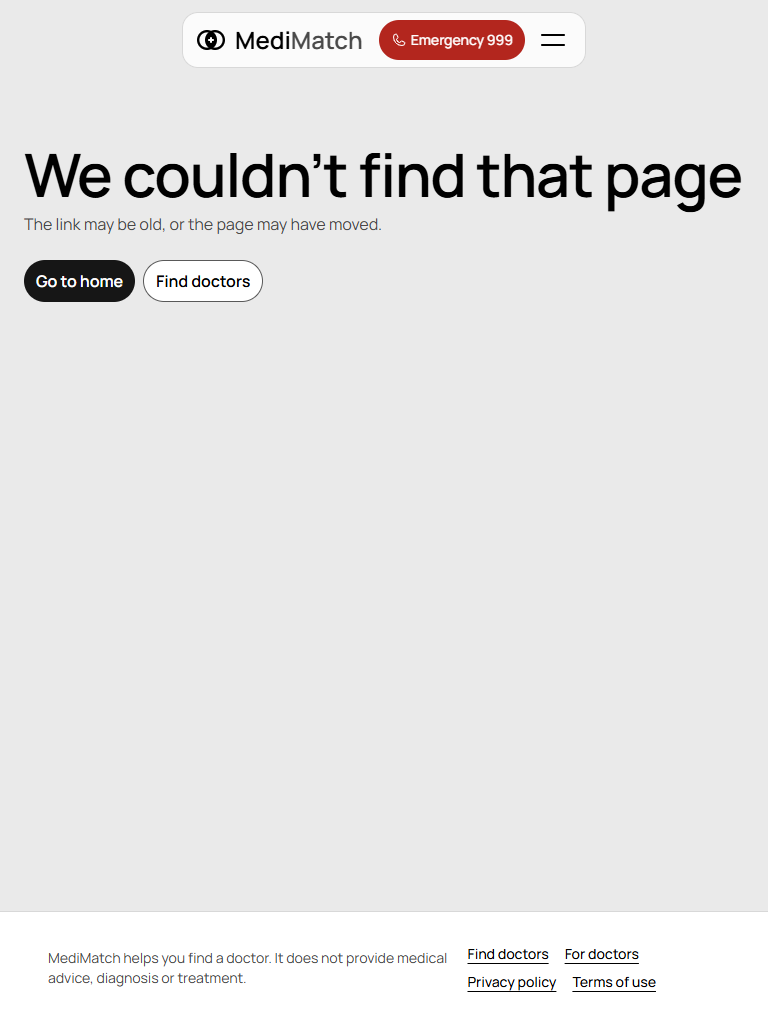 MediMatch
Emergency 999
We couldn’t find that page
The link may be old, or the page may have moved.
Go to home
Find doctors
MediMatch helps you find a doctor. It does not provide medical
advice, diagnosis or treatment.
Find doctors
For doctors
Privacy policy
Terms of use